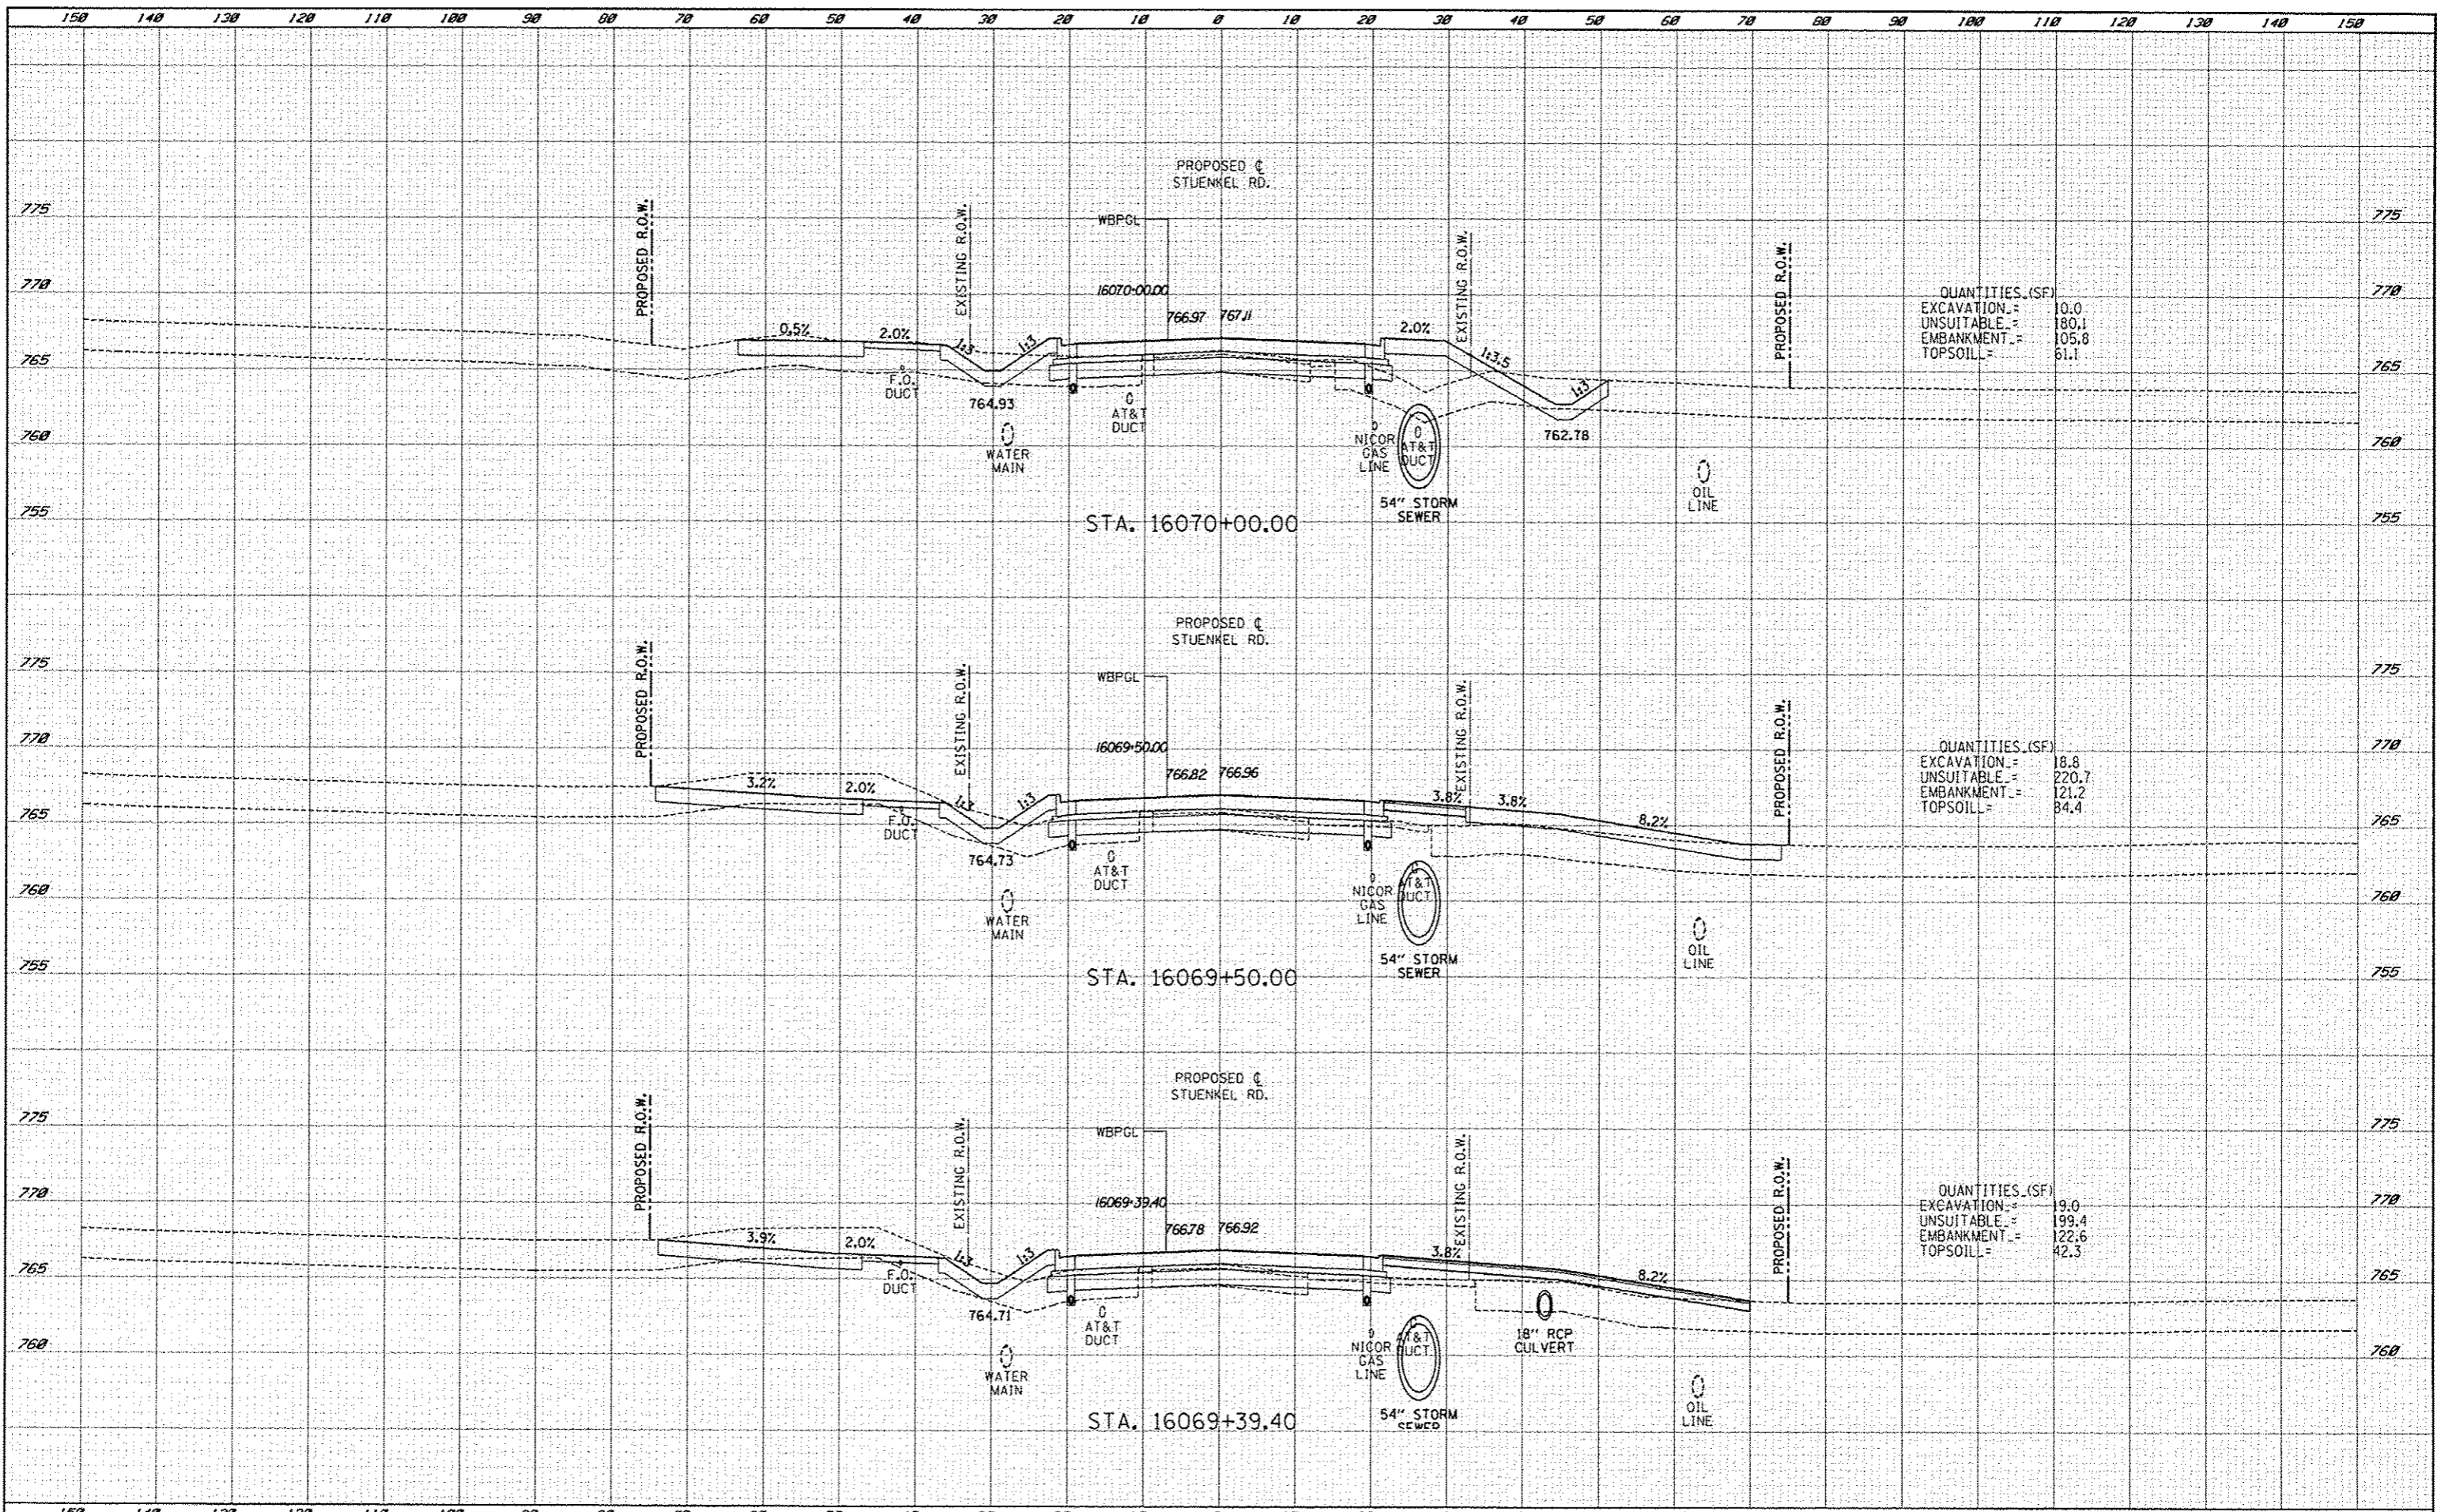 150 140 130 120 110 100 90 80 70 60 50 40 30 20 10 0 10 20 30 40 50 60 70 80 90 100 110 120 130 140 150
PROPOSED ℄
STUENKEL RD.
775
775
PROPOSED R.O.W.
EXISTING R.O.W.
WBPGL
EXISTING R.O.W.
PROPOSED R.O.W.
770
16070+00.00
770
766.97 767.11
0.5%
2.0%
1:3
1:3
2.0%
1:3.5
1:3
QUANTITIES (SF)
EXCAVATION = 10.0
UNSUITABLE = 180.1
EMBANKMENT = 105.8
TOPSOIL = 61.1
765
765
F.O.
DUCT
764.93
AT&T
DUCT
762.78
760
760
WATER
MAIN
NICOR
GAS
LINE
AT&T
DUCT
OIL
LINE
54" STORM
SEWER
755
755
STA. 16070+00.00
PROPOSED ℄
STUENKEL RD.
775
775
PROPOSED R.O.W.
EXISTING R.O.W.
WBPGL
EXISTING R.O.W.
PROPOSED R.O.W.
770
16069+50.00
770
766.82 766.96
3.2%
2.0%
1:3
1:3
3.8%
3.8%
8.2%
QUANTITIES (SF)
EXCAVATION = 18.8
UNSUITABLE = 220.7
EMBANKMENT = 121.2
TOPSOIL = 84.4
765
765
F.O.
DUCT
764.73
AT&T
DUCT
760
760
WATER
MAIN
NICOR
GAS
LINE
AT&T
DUCT
OIL
LINE
54" STORM
SEWER
755
755
STA. 16069+50.00
PROPOSED ℄
STUENKEL RD.
775
775
PROPOSED R.O.W.
EXISTING R.O.W.
WBPGL
EXISTING R.O.W.
PROPOSED R.O.W.
770
16069+39.40
770
766.78 766.92
3.9%
2.0%
1:3
1:3
3.8%
8.2%
QUANTITIES (SF)
EXCAVATION = 19.0
UNSUITABLE = 199.4
EMBANKMENT = 122.6
TOPSOIL = 42.3
765
765
F.O.
DUCT
764.71
AT&T
DUCT
18" RCP
CULVERT
760
760
WATER
MAIN
NICOR
GAS
LINE
AT&T
DUCT
OIL
LINE
54" STORM
SEWER
STA. 16069+39.40